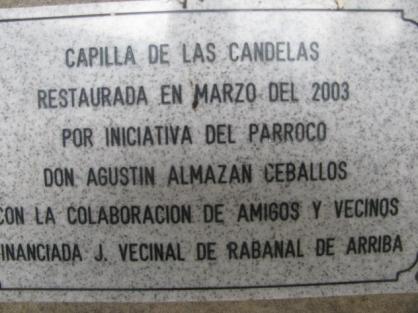 CAPILLA DE LAS CANDELAS
RESTAURADA EN MARZO DEL 2003
POR INICIATIVA DEL PARROCO
DON AGUSTIN ALMAZAN CEBALLOS
CON LA COLABORACION DE AMIGOS Y VECINOS
INANCIADA J. VECINAL DE RABANAL DE ARRIBA